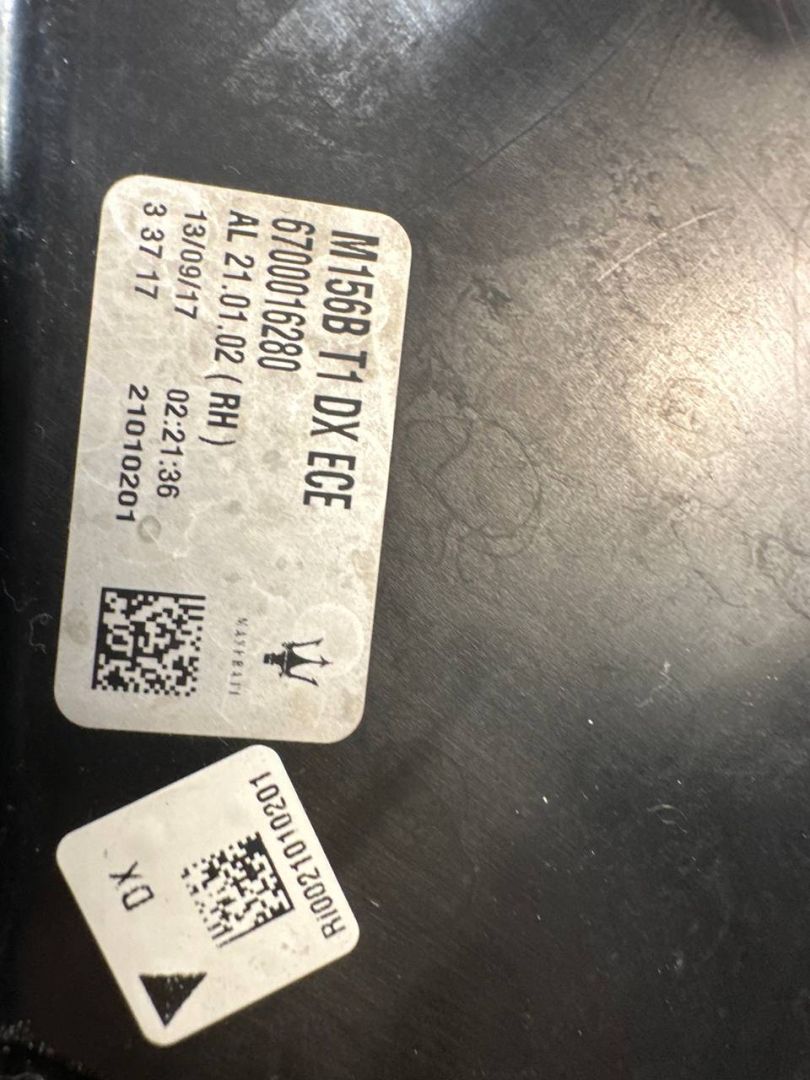 M156B T1 DX ECE
6700016280
AL 21.01.02 (RH)
13/09/17 02:21:36
3 37 17 21010201
MASERATI
RI0021010201
DX